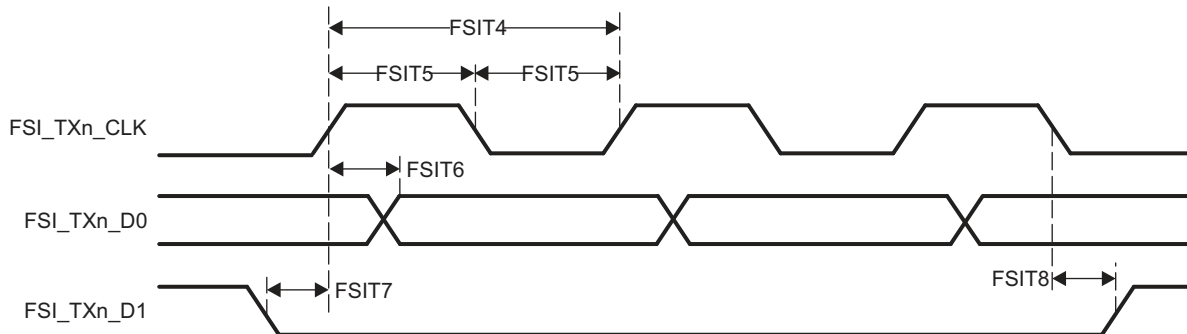 FSIT4
FSIT5
FSIT5
FSI_TXn_CLK
FSIT6
FSI_TXn_D0
FSIT7
FSIT8
FSI_TXn_D1